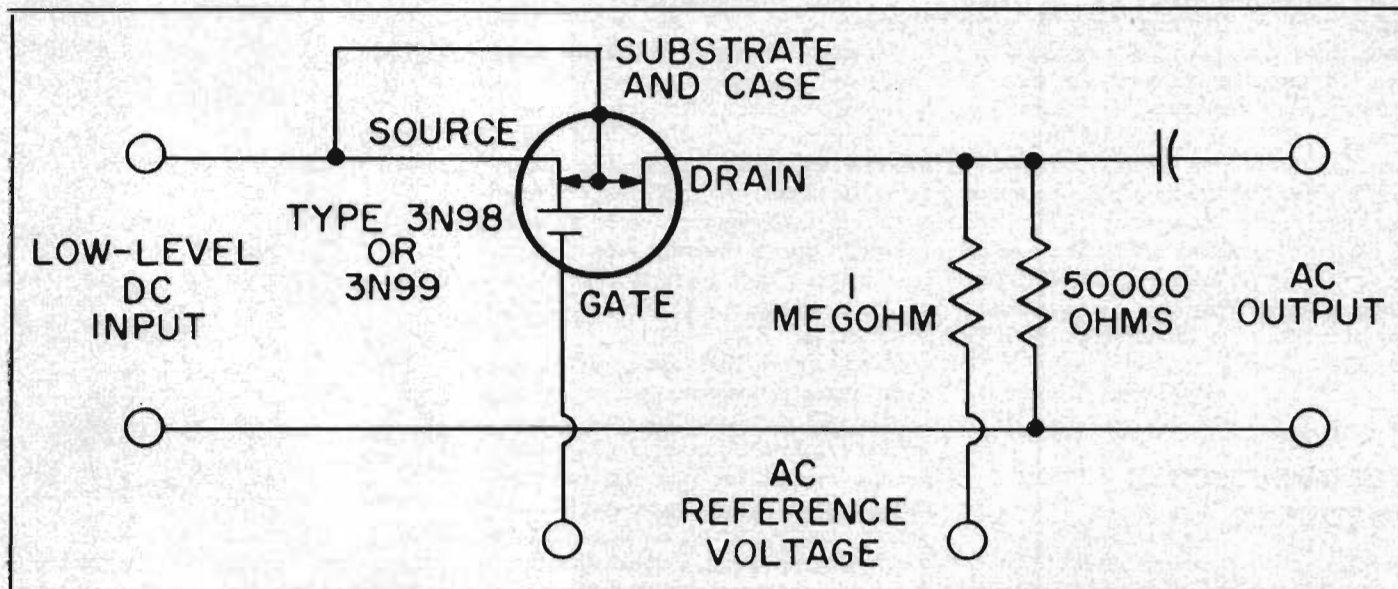 SUBSTRATE
AND CASE
SOURCE
DRAIN
TYPE 3N98
OR
3N99
GATE
LOW-LEVEL
DC
INPUT
1
MEGOHM
50000
OHMS
AC
OUTPUT
AC
REFERENCE
VOLTAGE